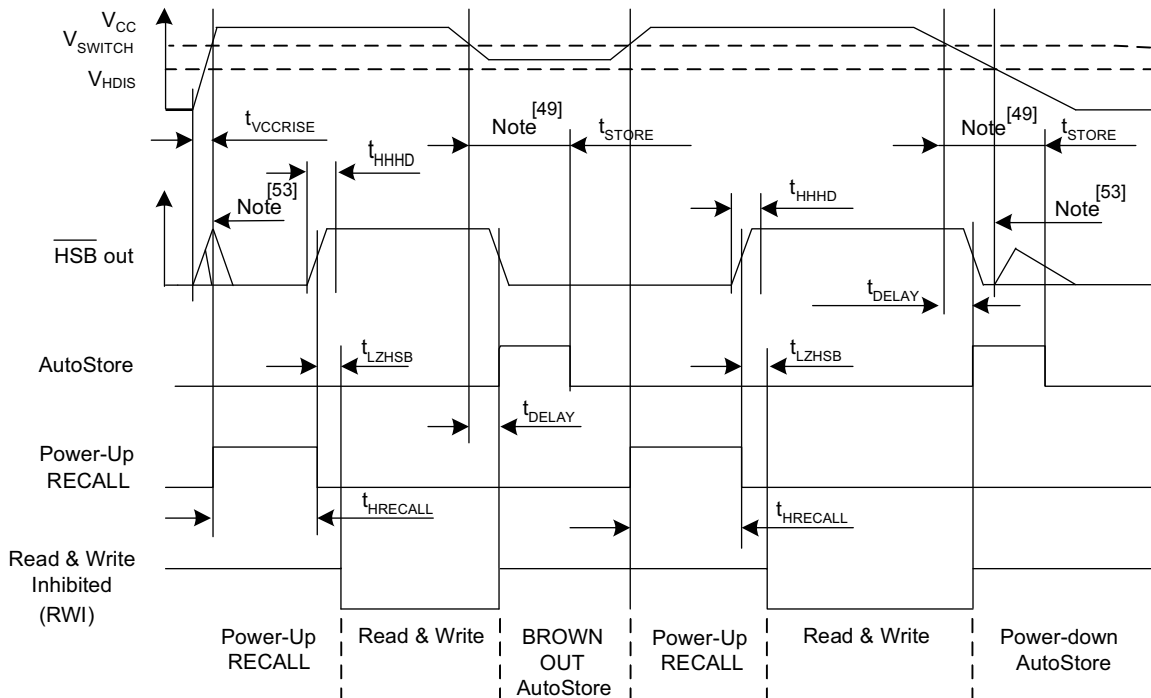 VCC
VSWITCH
VHDIS
tVCCRISE
Note[49]
tSTORE
Note[49]
tSTORE
tHHHD
Note[53]
tHHHD
Note[53]
HSB out
tDELAY
AutoStore
tLZHSB
tLZHSB
tDELAY
Power-Up
RECALL
tHRECALL
tHRECALL
Read & Write
Inhibited
(RWI)
Power-Up
RECALL
Read & Write
BROWN
OUT
AutoStore
Power-Up
RECALL
Read & Write
Power-down
AutoStore